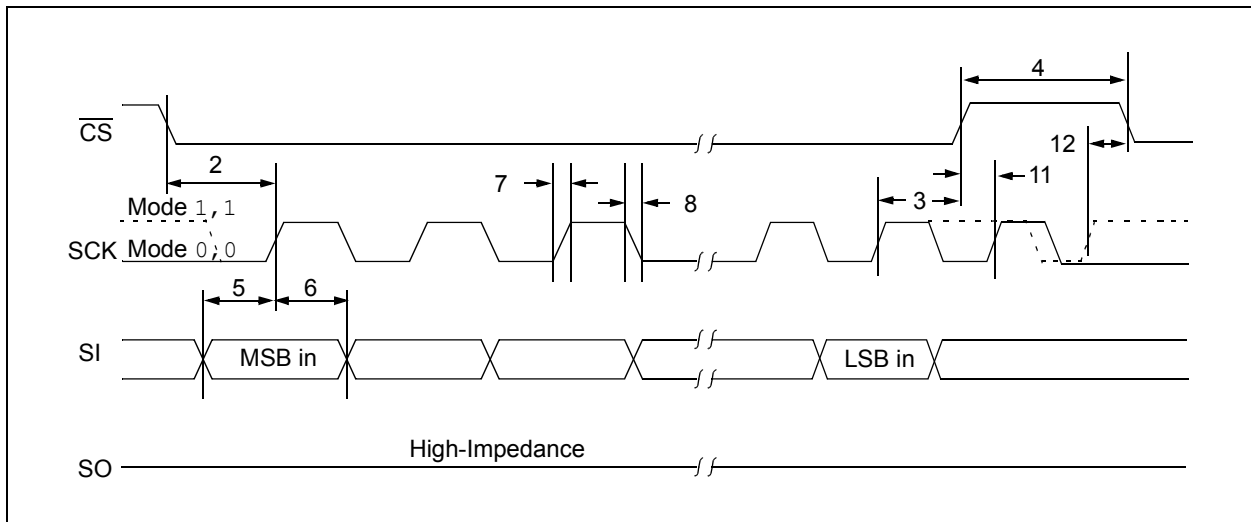 4
CS
12
2
7
8
3
11
Mode 1,1
SCK Mode 0,0
5
6
SI
MSB in
LSB in
High-Impedance
SO